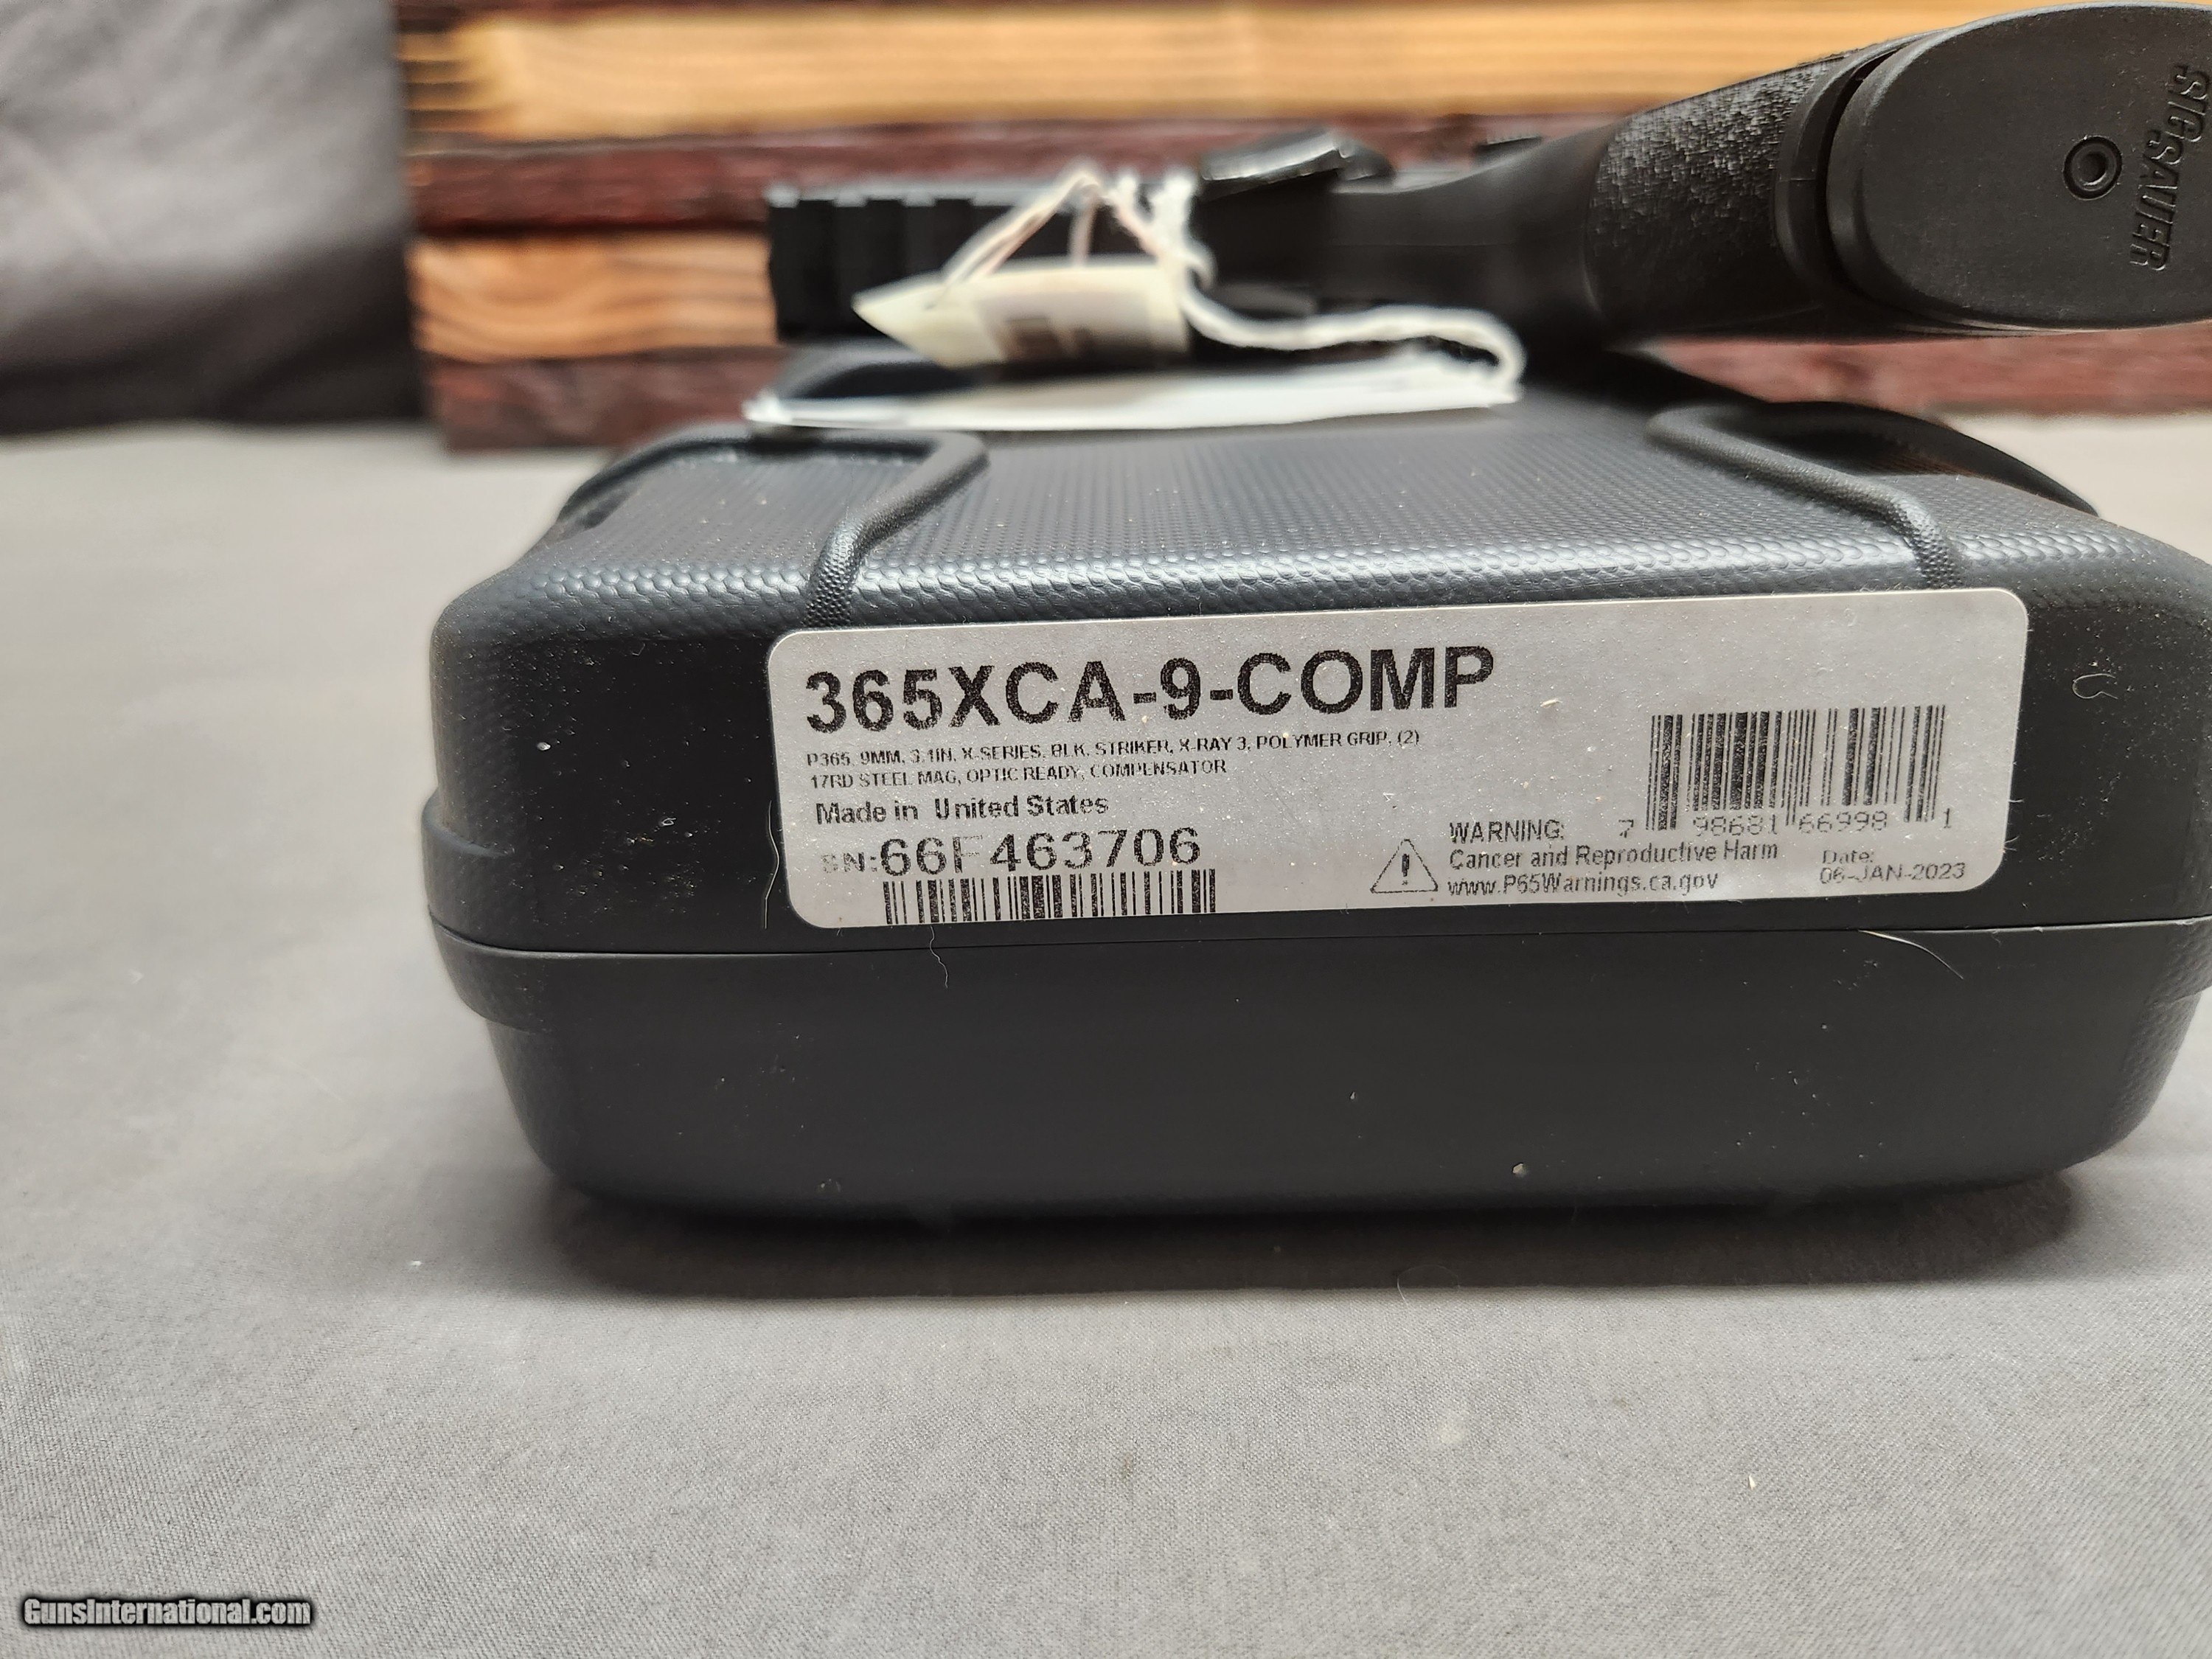 SIG SAUER
365XCA-9-COMP
P365, 9MM, 3.1IN, X-SERIES, BLK, STRIKER, X-RAY 3, POLYMER GRIP, (2)
17RD STEEL MAG, OPTIC READY, COMPENSATOR
Made in United States
SN:66F463706
7 98681 66998 1
WARNING:
Cancer and Reproductive Harm
www.P65Warnings.ca.gov
Date:
06-JAN-2023
GunsInternational.com